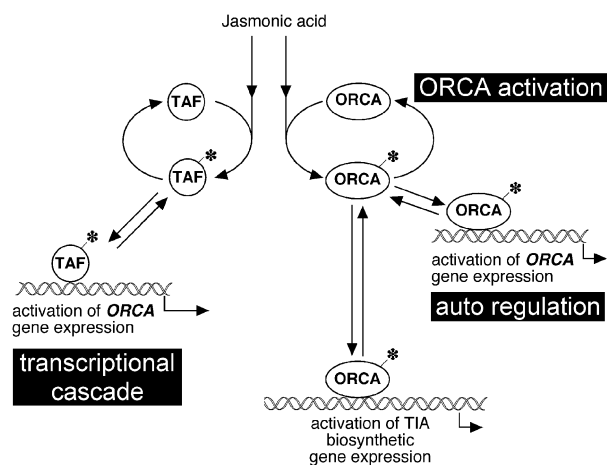 Jasmonic acid
TAF
ORCA
ORCA activation
TAF*
ORCA*
ORCA*
TAF*
activation of ORCA
gene expression
auto regulation
activation of ORCA
gene expression
transcriptional
cascade
ORCA*
activation of TIA
biosynthetic
gene expression